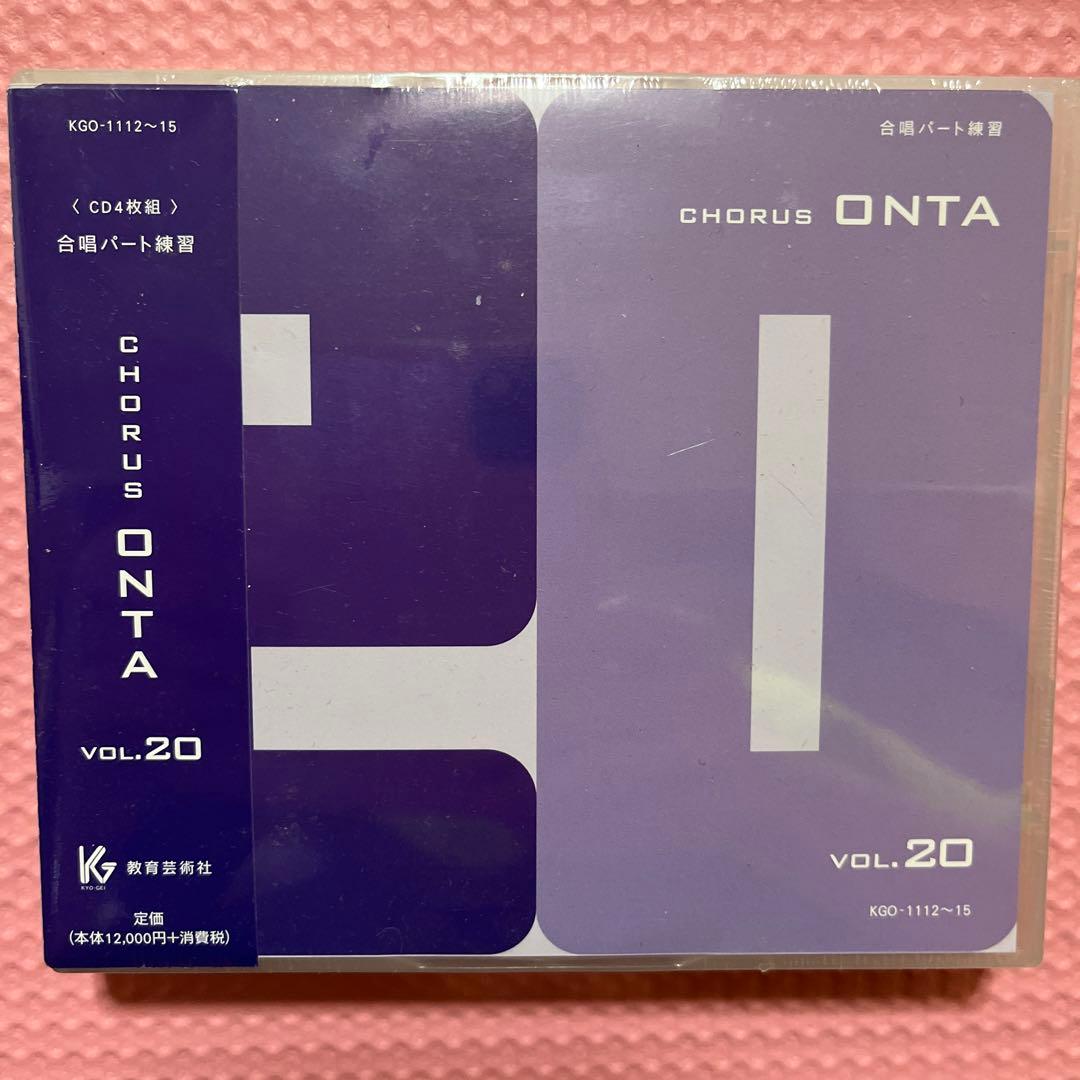 KGO-1112～15
〈 CD4枚組 〉
合唱パート練習
CHORUS
ONTA
VOL.20
KG
KYO-GEI
教育芸術社
定価
(本体12,000円+消費税)
合唱パート練習
CHORUS ONTA
20
VOL.20
KGO-1112～15